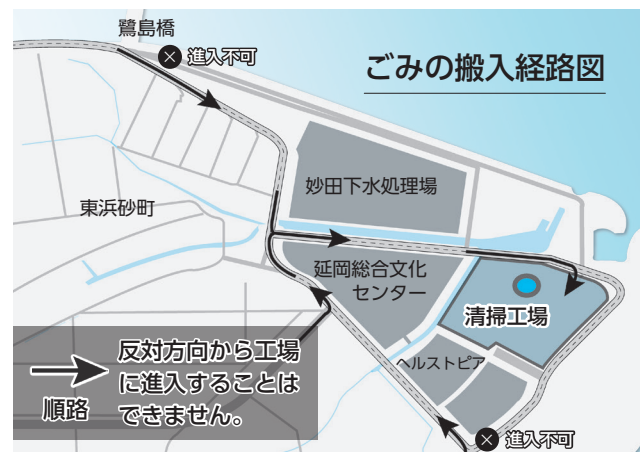 鷺島橋
進入不可
ごみの搬入経路図
妙田下水処理場
東浜砂町
延岡総合文化
センター
清掃工場
ヘルストピア
反対方向から工場
に進入することは
できません。
順路
進入不可